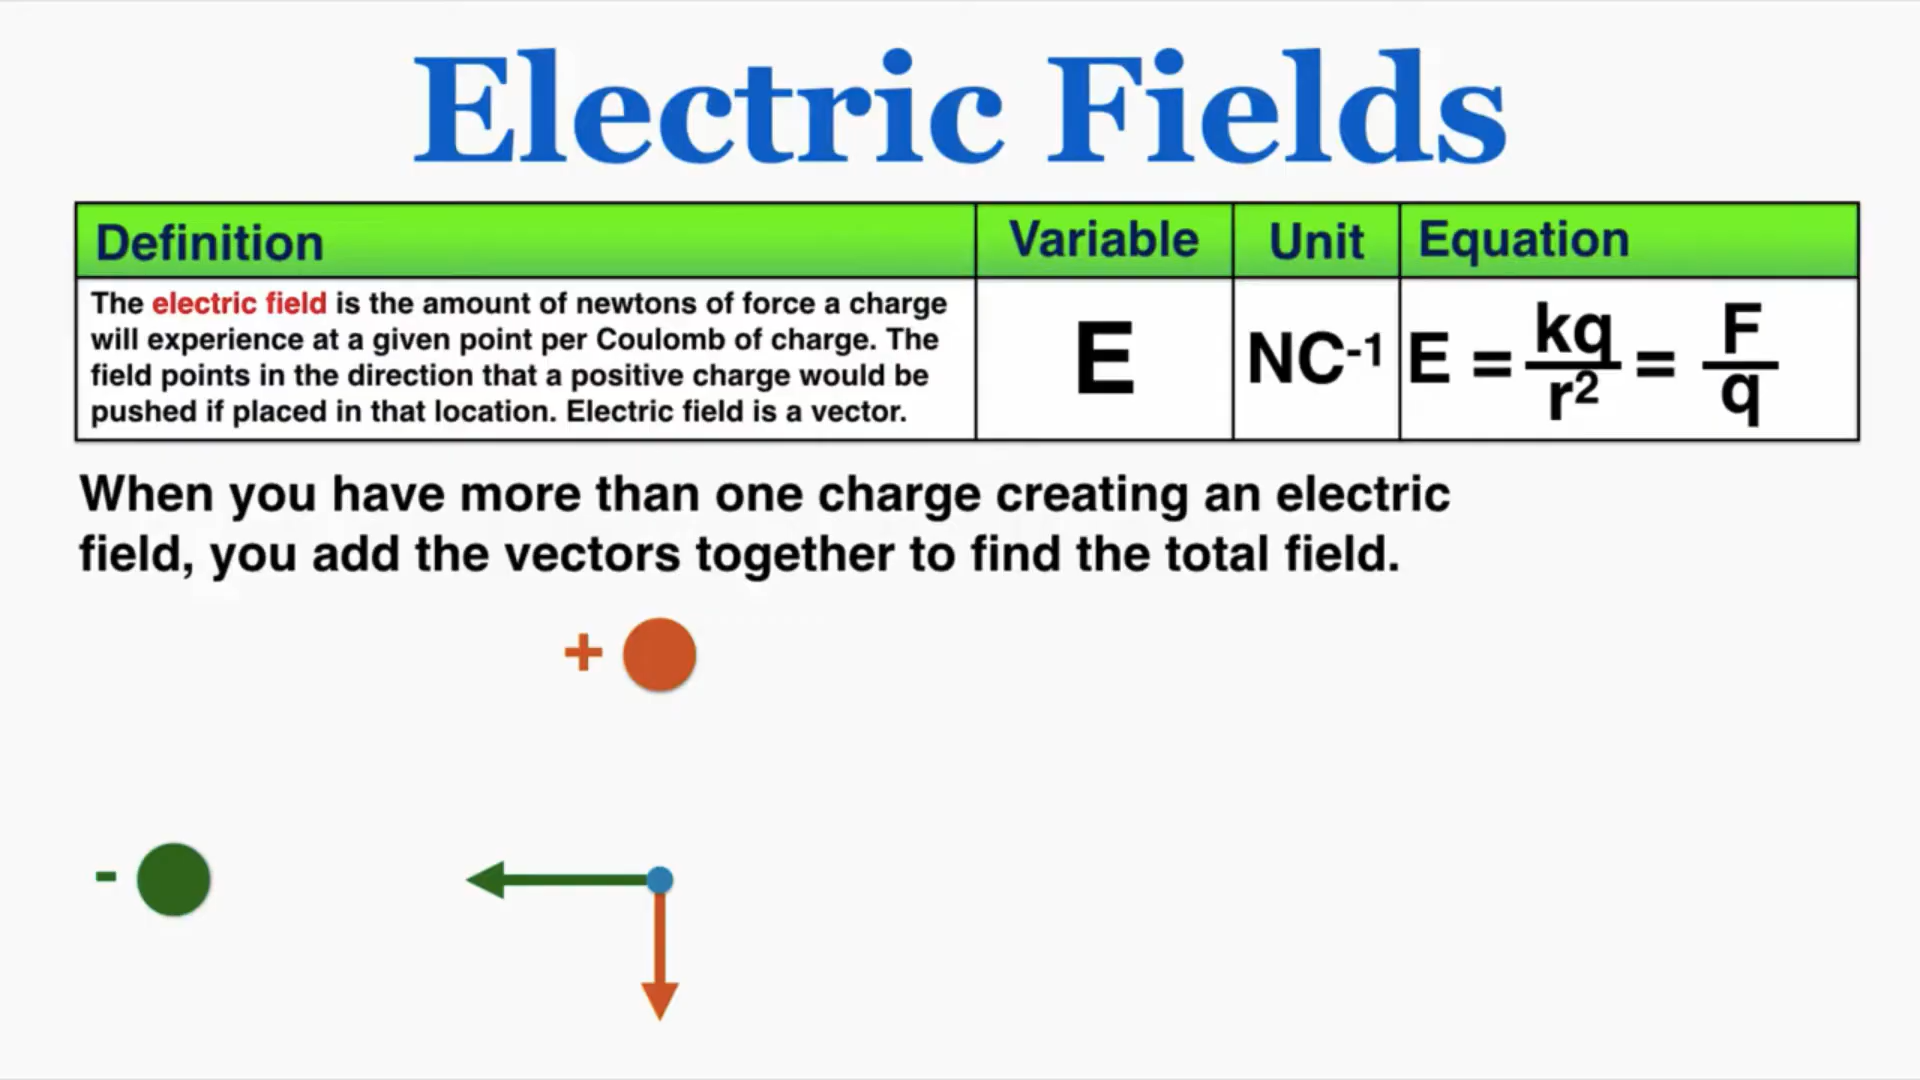 Electric Fields
Definition Variable Unit Equation
The electric field is the amount of newtons of force a charge
will experience at a given point per Coulomb of charge. The
field points in the direction that a positive charge would be
pushed if placed in that location. Electric field is a vector.
E
NC⁻¹
E = kq/r² = F/q
When you have more than one charge creating an electric
field, you add the vectors together to find the total field.
+
-